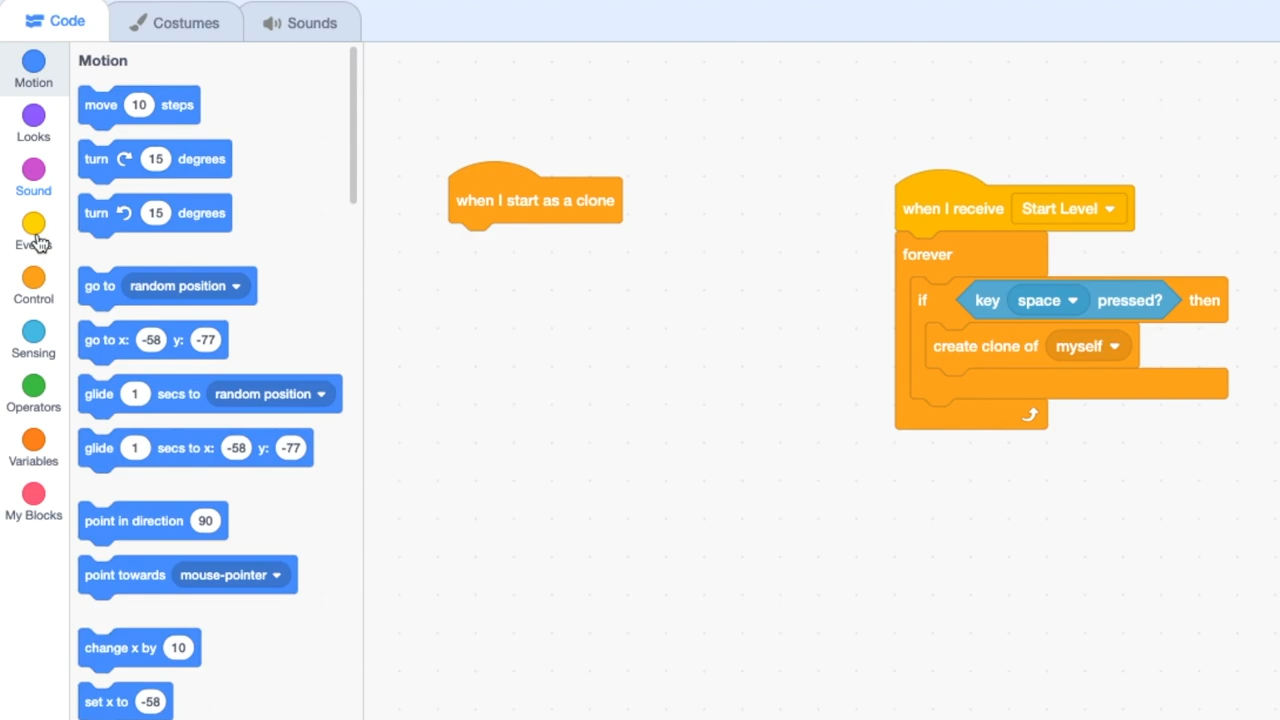 Code
Costumes
Sounds
Motion
Looks
Sound
Control
Sensing
Operators
Variables
My Blocks
Motion
move 10 steps
turn 15 degrees
turn 15 degrees
go to random position
go to x: -58 y: -77
glide 1 secs to random position
glide 1 secs to x: -58 y: -77
point in direction 90
point towards mouse-pointer
change x by 10
set x to -58
when I start as a clone
when I receive Start Level
forever
if key space pressed? then
create clone of myself